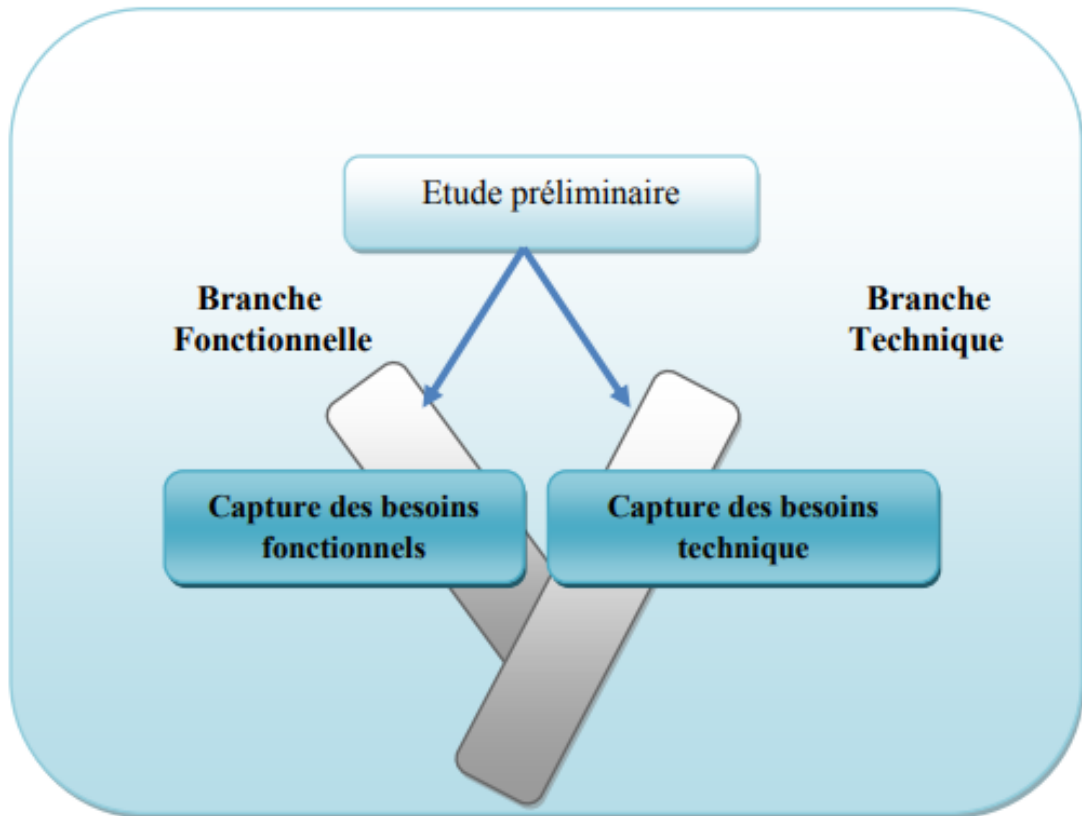 Etude préliminaire
Branche
Fonctionnelle
Branche
Technique
Capture des besoins
fonctionnels
Capture des besoins
technique